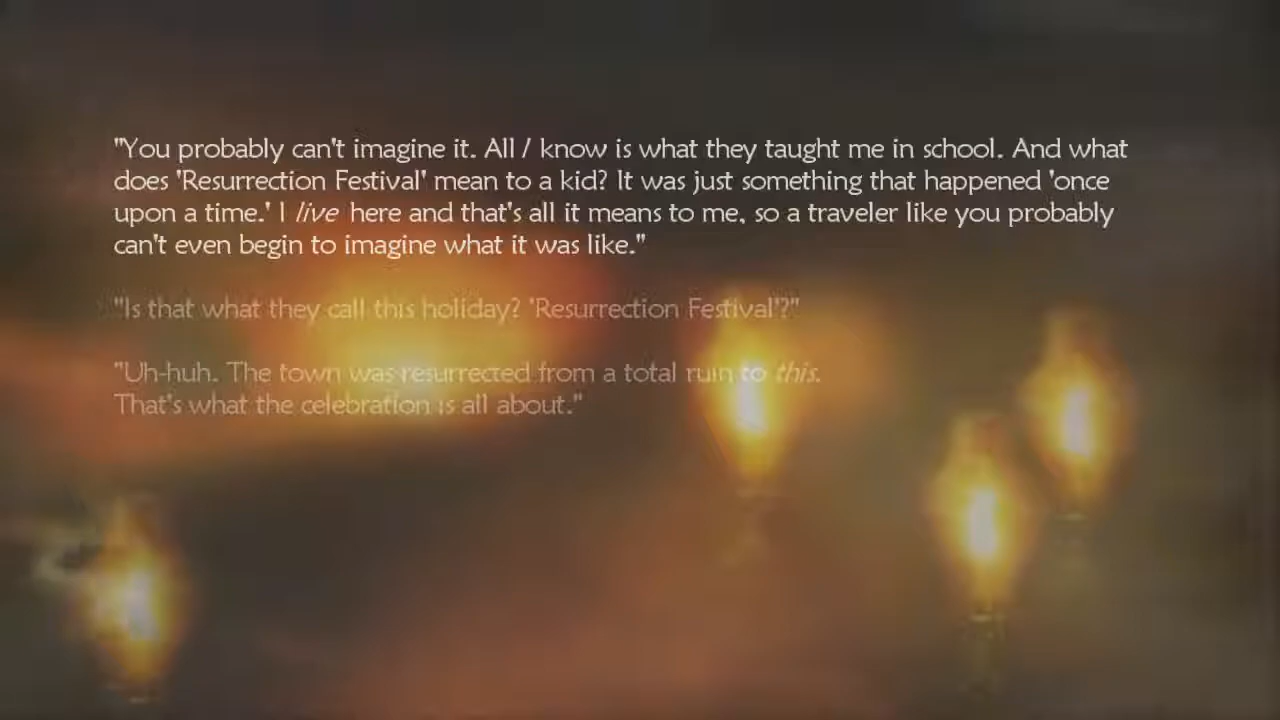 "You probably can't imagine it. All I know is what they taught me in school. And what
does 'Resurrection Festival' mean to a kid? It was just something that happened 'once
upon a time.' I live here and that's all it means to me, so a traveler like you probably
can't even begin to imagine what it was like."
"Is that what they call this holiday? 'Resurrection Festival'?"
"Uh-huh. The town was resurrected from a total ruin to this.
That's what the celebration is all about."